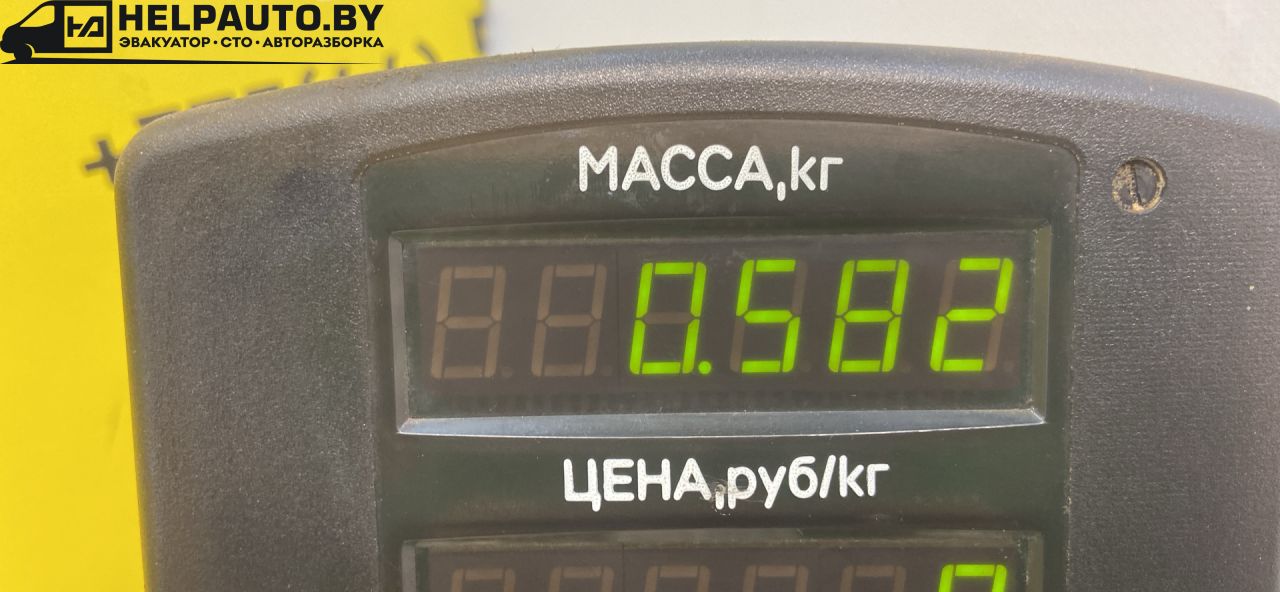 HELPAUTO.BY
ЭВАКУАТОР · СТО · АВТОРАЗБОРКА
МАССА,кг
0.582
ЦЕНА,руб/кг